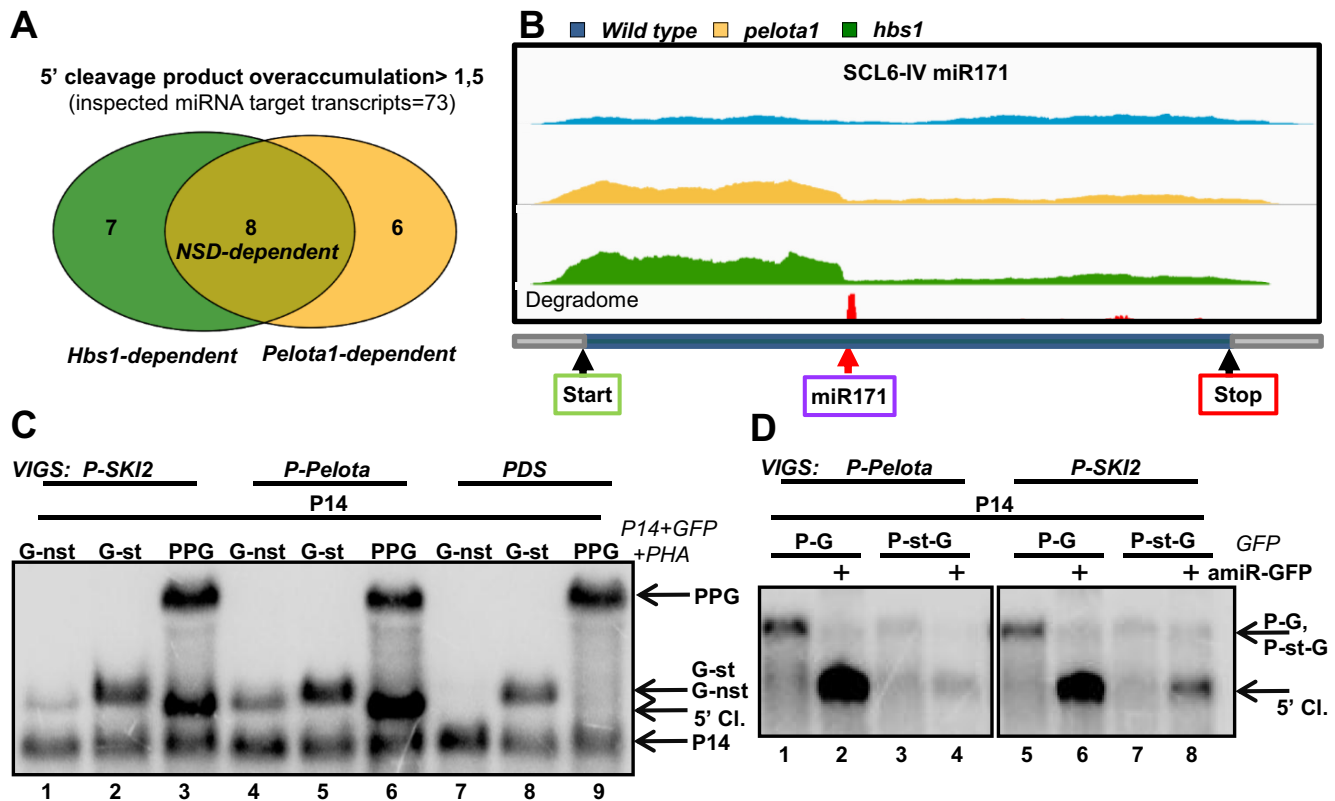 A
5' cleavage product overaccumulation> 1,5
(inspected miRNA target transcripts=73)
7
8
6
NSD-dependent
Hbs1-dependent
Pelota1-dependent
B
Wild type pelota1 hbs1
SCL6-IV miR171
Degradome
Start
miR171
Stop
C
VIGS: P-SKI2 P-Pelota PDS
P14
G-nst G-st PPG G-nst G-st PPG G-nst G-st PPG
P14+GFP
+PHA
PPG
G-st
G-nst
5' Cl.
P14
1 2 3 4 5 6 7 8 9
D
VIGS: P-Pelota P-SKI2
P14
P-G P-st-G P-G P-st-G GFP
+ + + + amiR-GFP
P-G,
P-st-G
5' Cl.
1 2 3 4 5 6 7 8